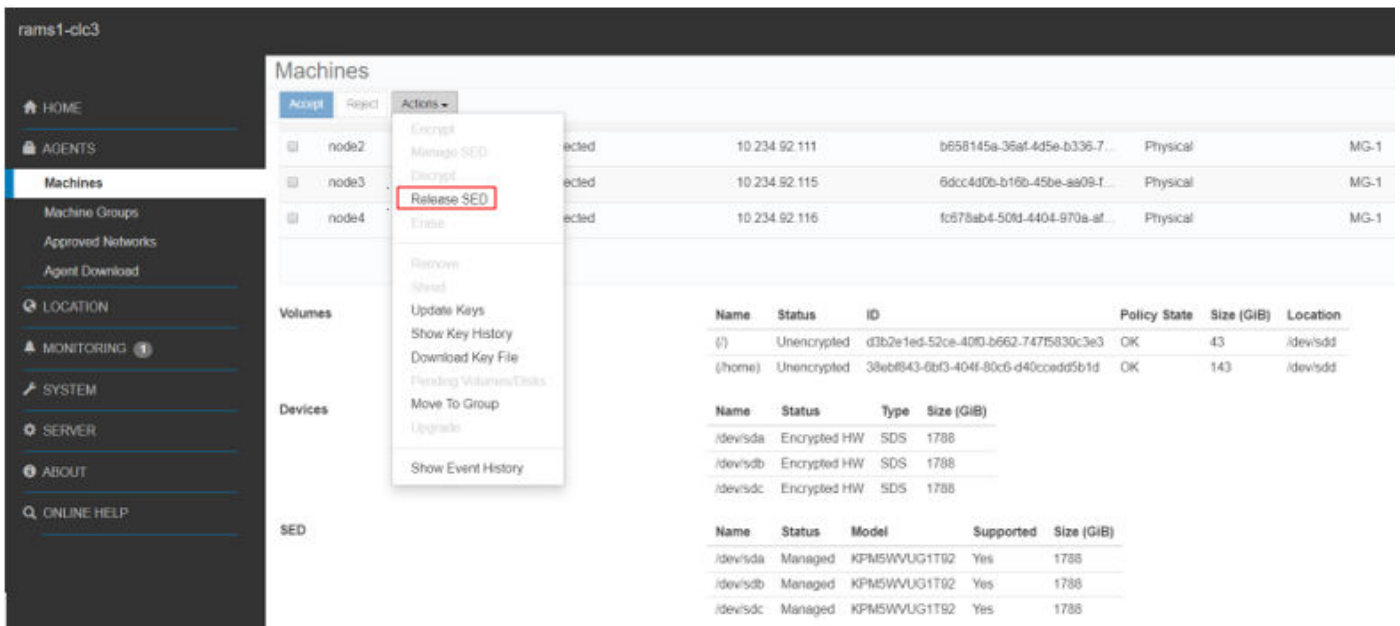 rams1-clc3
Machines
Accept Reject Actions
HOME
AGENTS
Machines
Machine Groups
Approved Networks
Agent Download
LOCATION
MONITORING 1
SYSTEM
SERVER
ABOUT
ONLINE HELP
Encrypt
Manage SED
Decrypt
Release SED
Erase
Remove
Shred
Update Keys
Show Key History
Download Key File
Pending Volumes/Disks
Move To Group
Upgrade
Show Event History
node2 ected 10.234.92.111 b658145a-36af-4d5e-b336-7... Physical MG-1
node3 ected 10.234.92.115 6dcc4d0b-b16b-45be-aa09-f... Physical MG-1
node4 ected 10.234.92.116 fc678ab4-50fd-4404-970a-af... Physical MG-1
Volumes
Name Status ID Policy State Size (GiB) Location
(/) Unencrypted d3b2e1ed-52ce-40f0-b662-747f5830c3e3 OK 43 /dev/sdd
(/home) Unencrypted 38ebf843-6bf3-404f-80c6-d40ccedd5b1d OK 143 /dev/sdd
Devices
Name Status Type Size (GiB)
/dev/sda Encrypted HW SDS 1788
/dev/sdb Encrypted HW SDS 1788
/dev/sdc Encrypted HW SDS 1788
SED
Name Status Model Supported Size (GiB)
/dev/sda Managed KPM5WVUG1T92 Yes 1788
/dev/sdb Managed KPM5WVUG1T92 Yes 1788
/dev/sdc Managed KPM5WVUG1T92 Yes 1788